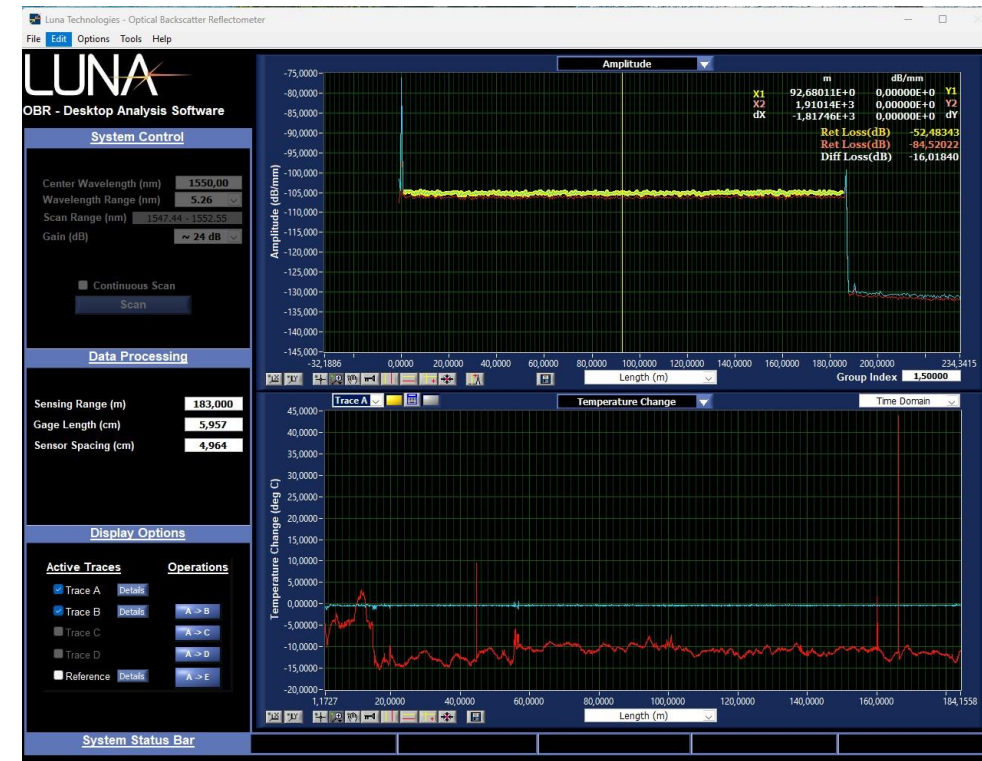 Luna Technologies - Optical Backscatter Reflectometer
File Edit Options Tools Help
LUNA
OBR - Desktop Analysis Software
System Control
Center Wavelength (nm) 1550,00
Wavelength Range (nm) 5.26
Scan Range (nm) 1547.44 - 1552.55
Gain (dB) ~ 24 dB
Continuous Scan
Scan
Data Processing
Sensing Range (m) 183,000
Gage Length (cm) 5,957
Sensor Spacing (cm) 4,964
Display Options
Active Traces Operations
Trace A Details
Trace B Details A -> B
Trace C A -> C
Trace D A -> D
Reference Details A -> E
System Status Bar
Amplitude
m dB/mm
X1 92,68011E+0 0,00000E+0 Y1
X2 1,91014E+3 0,00000E+0 Y2
dX -1,81746E+3 0,00000E+0 dY
Ret Loss(dB) -52,48343
Ret Loss(dB) -84,52022
Diff Loss(dB) -16,01840
Amplitude (dB/mm)
-75,0000
-80,0000
-85,0000
-90,0000
-95,0000
-100,000
-105,000
-110,000
-115,000
-120,000
-125,000
-130,000
-135,000
-140,000
-145,000
-32,1886 0,0000 20,0000 40,0000 60,0000 80,0000 100,0000 120,0000 140,0000 160,0000 180,0000 200,0000 234,3415
Length (m)
Group Index 1,50000
Trace A
Temperature Change
Time Domain
Temperature Change (deg C)
45,0000
40,0000
35,0000
30,0000
25,0000
20,0000
15,0000
10,0000
5,0000
0,0000
-5,0000
-10,0000
-15,0000
-20,0000
1,1727 20,0000 40,0000 60,0000 80,0000 100,0000 120,0000 140,0000 160,0000 184,1558
Length (m)